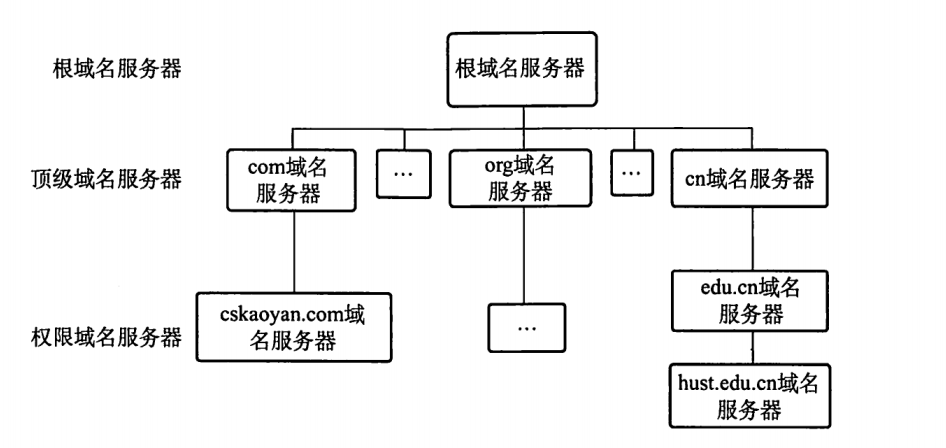 根域名服务器
根域名服务器
顶级域名服务器
com域名
服务器
...
org域名
服务器
...
cn域名服务器
权限域名服务器
cskaoyan.com域
名服务器
...
edu.cn域名
服务器
hust.edu.cn域名
服务器